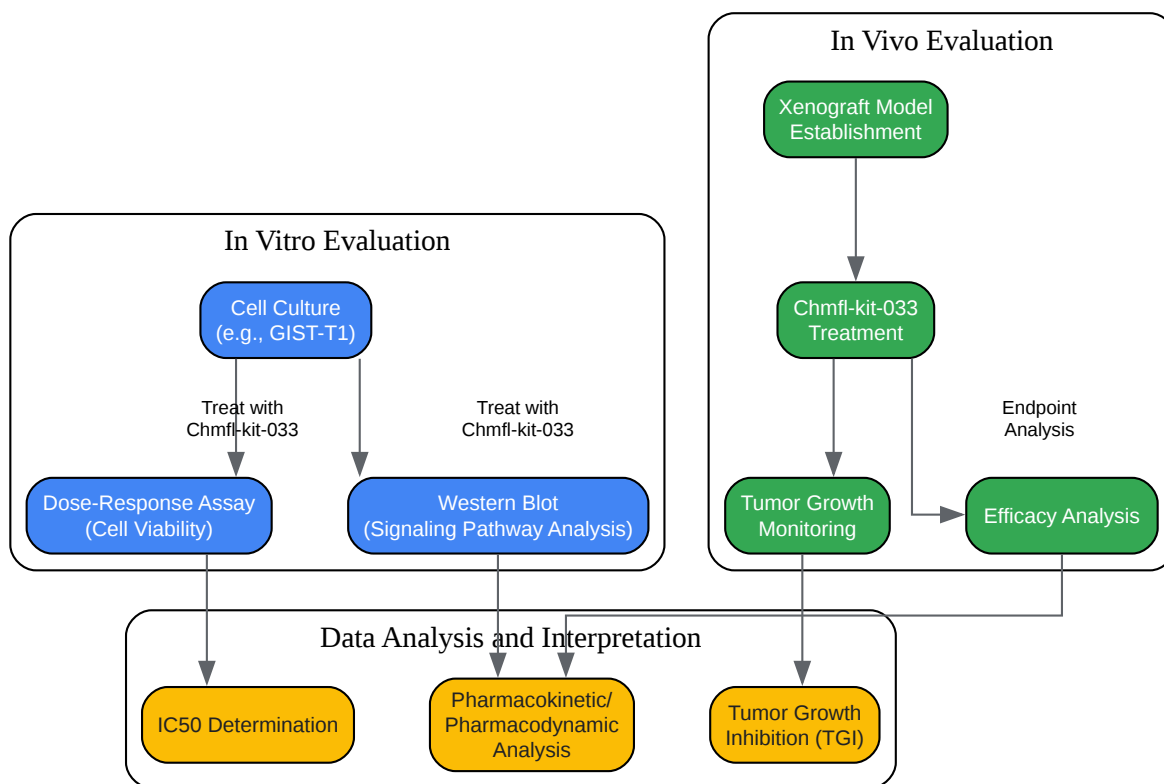 In Vivo Evaluation
Xenograft Model
Establishment
In Vitro Evaluation
Cell Culture
(e.g., GIST-T1)
Chmfl-kit-033
Treatment
Treat with
Chmfl-kit-033
Treat with
Chmfl-kit-033
Endpoint
Analysis
Dose-Response Assay
(Cell Viability)
Western Blot
(Signaling Pathway Analysis)
Tumor Growth
Monitoring
Efficacy Analysis
Data Analysis and Interpretation
IC50 Determination
Pharmacokinetic/
Pharmacodynamic
Analysis
Tumor Growth
Inhibition (TGI)